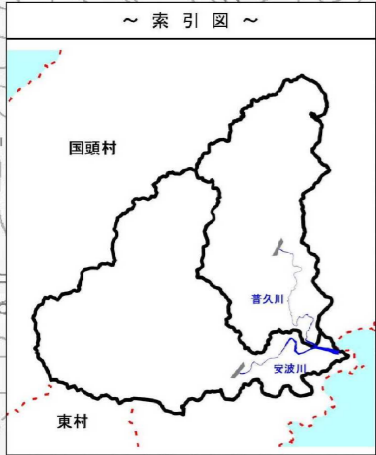 ~ 索 引 図 ~
国頭村
普久川
安波川
東村